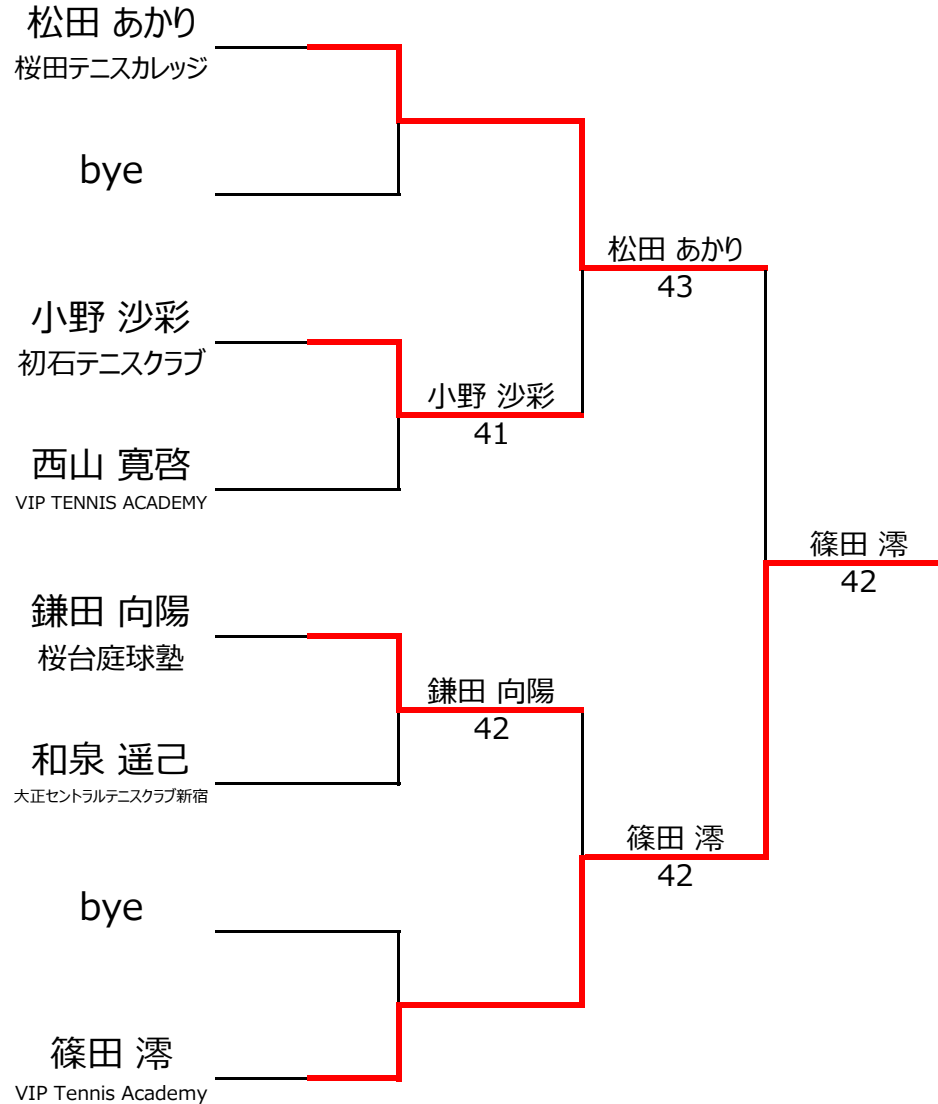 松田 あかり
桜田テニスカレッジ
bye
小野 沙彩
初石テニスクラブ
西山 寛啓
VIP TENNIS ACADEMY
鎌田 向陽
桜台庭球塾
和泉 遥己
大正セントラルテニスクラブ新宿
bye
篠田 澪
VIP Tennis Academy
小野 沙彩
41
鎌田 向陽
42
松田 あかり
43
篠田 澪
42
篠田 澪
42